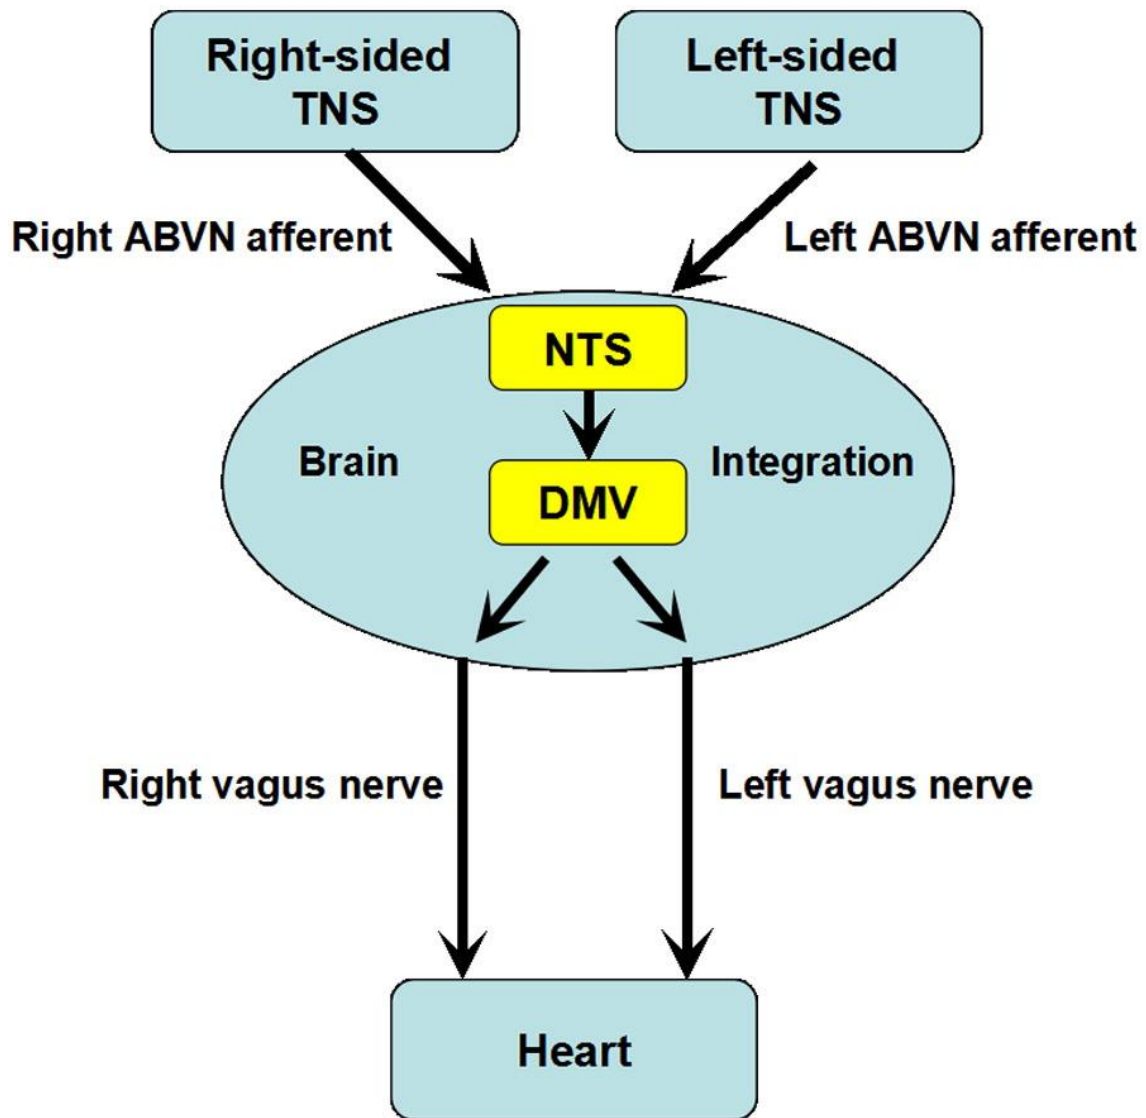 Right-sided
TNS
Left-sided
TNS
Right ABVN afferent
Left ABVN afferent
NTS
Brain
Integration
DMV
Right vagus nerve
Left vagus nerve
Heart